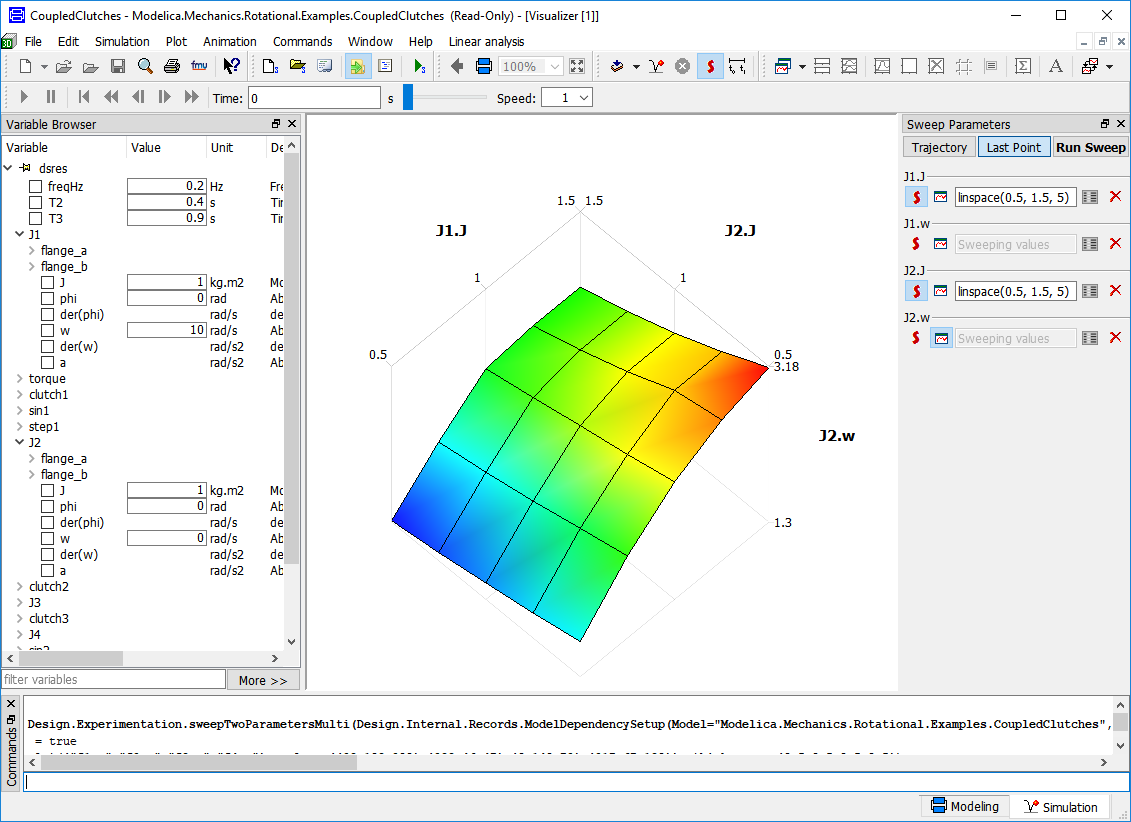 CoupledClutches - Modelica.Mechanics.Rotational.Examples.CoupledClutches (Read-Only) - [Visualizer [1]]
3D File Edit Simulation Plot Animation Commands Window Help Linear analysis
fmu 100%
Time: 0 s Speed: 1
Variable Browser
Variable Value Unit De
dsres
freqHz 0.2 Hz Fre
T2 0.4 s Tir
T3 0.9 s Tir
J1
flange_a
flange_b
J 1 kg.m2 Mo
phi 0 rad Ab
der(phi) rad/s de
w 10 rad/s Ab
der(w) rad/s2 de
a rad/s2 Ab
torque
clutch1
sin1
step1
J2
flange_a
flange_b
J 1 kg.m2 Mo
phi 0 rad Ab
der(phi) rad/s de
w 0 rad/s Ab
der(w) rad/s2 de
a rad/s2 Ab
clutch2
J3
clutch3
J4
sin2
filter variables More >>
1.5 1.5
J1.J J2.J
1 1
0.5 0.5
3.18
J2.w
1.3
Sweep Parameters
Trajectory Last Point Run Sweep
J1.J
linspace(0.5, 1.5, 5)
J1.w
Sweeping values
J2.J
linspace(0.5, 1.5, 5)
J2.w
Sweeping values
Commands
Design.Experimentation.sweepTwoParametersMulti(Design.Internal.Records.ModelDependencySetup(Model="Modelica.Mechanics.Rotational.Examples.CoupledClutches",
= true
Modeling Simulation